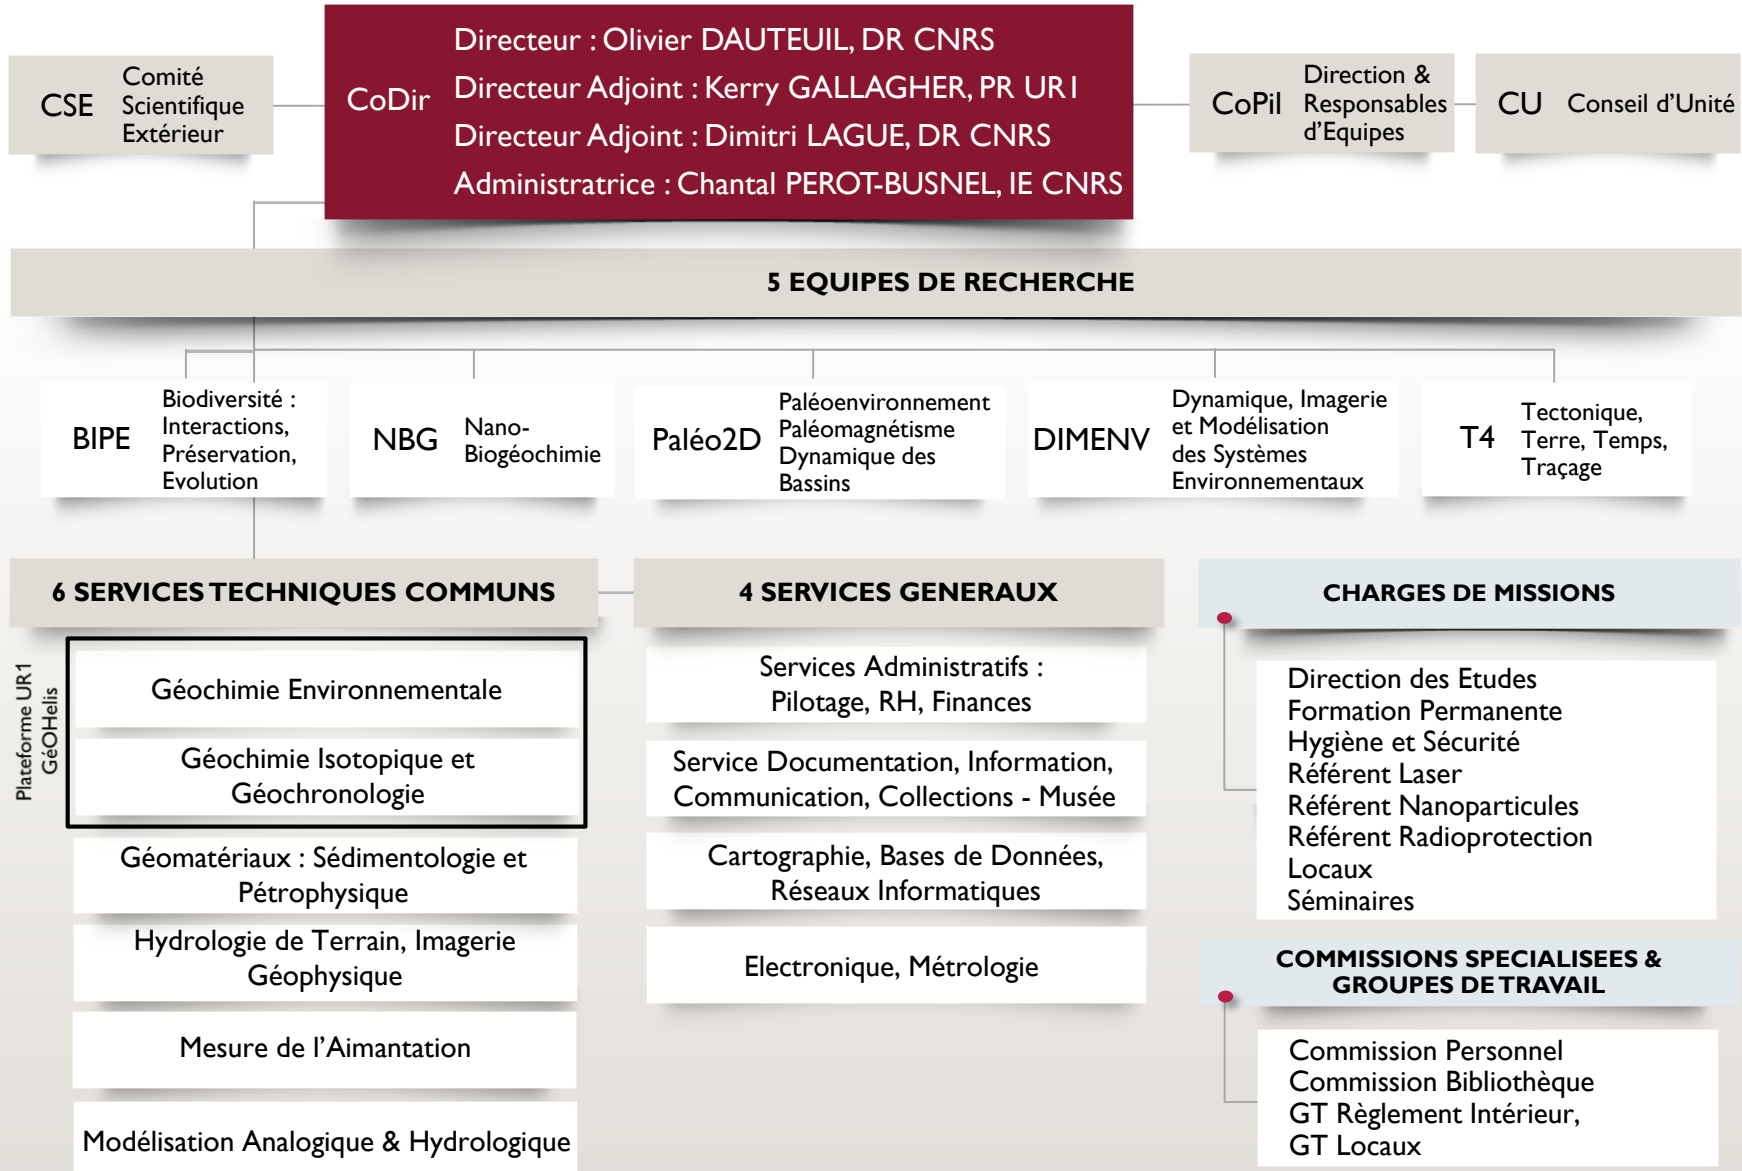 CSE
Comité
Scientifique
Extérieur
CoDir
Directeur : Olivier DAUTEUIL, DR CNRS
Directeur Adjoint : Kerry GALLAGHER, PR UR1
Directeur Adjoint : Dimitri LAGUE, DR CNRS
Administratrice : Chantal PEROT-BUSNEL, IE CNRS
CoPil
Direction &
Responsables
d'Equipes
CU
Conseil d'Unité
5 EQUIPES DE RECHERCHE
BIPE
Biodiversité :
Interactions,
Préservation,
Evolution
NBG
Nano-
Biogéochimie
Paléo2D
Paléoenvironnement
Paléomagnétisme
Dynamique des
Bassins
DIMENV
Dynamique, Imagerie
et Modélisation
des Systèmes
Environnementaux
T4
Tectonique,
Terre, Temps,
Traçage
6 SERVICES TECHNIQUES COMMUNS
Plateforme UR1
GéOHelis
Géochimie Environnementale
Géochimie Isotopique et
Géochronologie
Géomatériaux : Sédimentologie et
Pétrophysique
Hydrologie de Terrain, Imagerie
Géophysique
Mesure de l'Aimantation
Modélisation Analogique & Hydrologique
4 SERVICES GENERAUX
Services Administratifs :
Pilotage, RH, Finances
Service Documentation, Information,
Communication, Collections - Musée
Cartographie, Bases de Données,
Réseaux Informatiques
Electronique, Métrologie
CHARGES DE MISSIONS
Direction des Etudes
Formation Permanente
Hygiène et Sécurité
Référent Laser
Référent Nanoparticules
Référent Radioprotection
Locaux
Séminaires
COMMISSIONS SPECIALISEES &
GROUPES DE TRAVAIL
Commission Personnel
Commission Bibliothèque
GT Règlement Intérieur,
GT Locaux